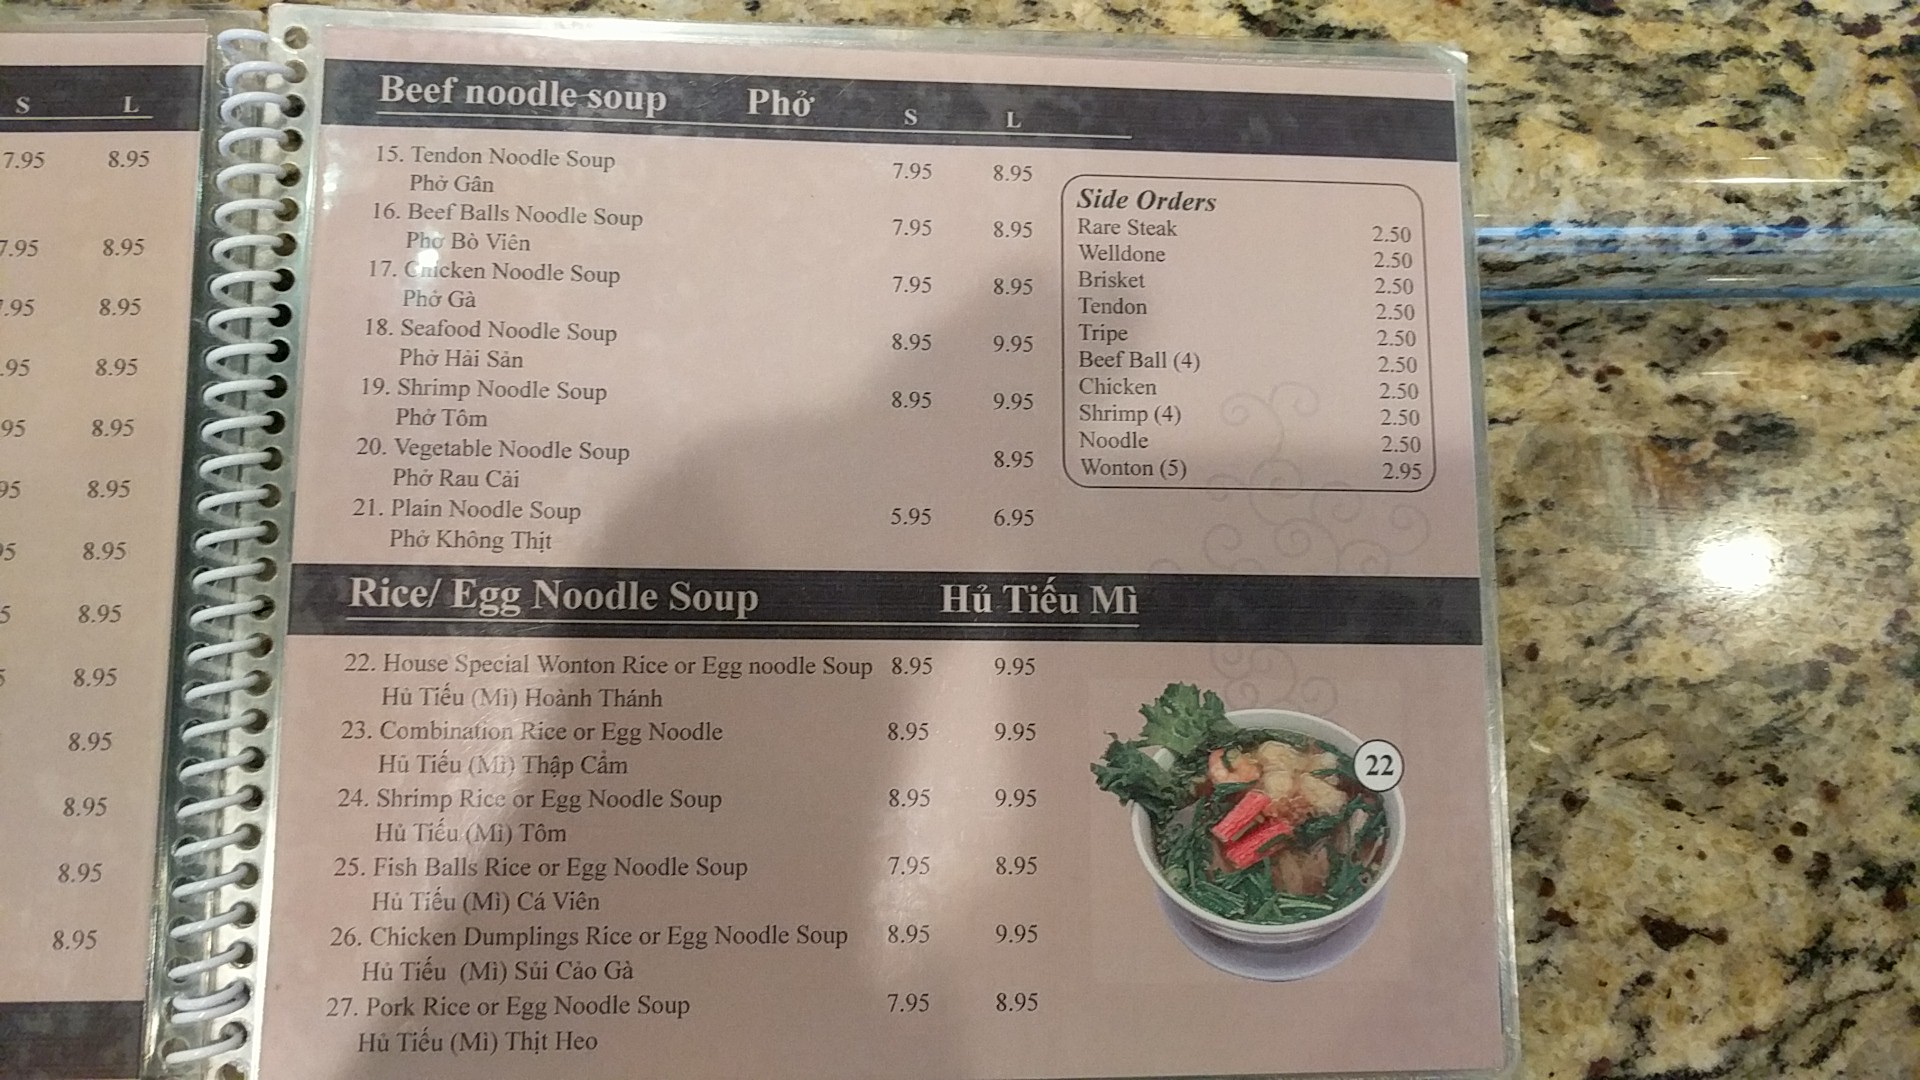 S L
7.95 8.95
7.95 8.95
.95 8.95
.95 8.95
95 8.95
95 8.95
95 8.95
5 8.95
5 8.95
8.95
8.95
8.95
8.95
Beef noodle soup Phở S L
15. Tendon Noodle Soup 7.95 8.95
Phở Gân
16. Beef Balls Noodle Soup 7.95 8.95
Phở Bò Viên
17. Chicken Noodle Soup 7.95 8.95
Phở Gà
18. Seafood Noodle Soup 8.95 9.95
Phở Hải Sản
19. Shrimp Noodle Soup 8.95 9.95
Phở Tôm
20. Vegetable Noodle Soup 8.95
Phở Rau Cải
21. Plain Noodle Soup 5.95 6.95
Phở Không Thịt
Side Orders
Rare Steak 2.50
Welldone 2.50
Brisket 2.50
Tendon 2.50
Tripe 2.50
Beef Ball (4) 2.50
Chicken 2.50
Shrimp (4) 2.50
Noodle 2.50
Wonton (5) 2.95
Rice/ Egg Noodle Soup Hủ Tiếu Mì
22. House Special Wonton Rice or Egg noodle Soup 8.95 9.95
Hủ Tiếu (Mì) Hoành Thánh
23. Combination Rice or Egg Noodle 8.95 9.95
Hủ Tiếu (Mì) Thập Cẩm
24. Shrimp Rice or Egg Noodle Soup 8.95 9.95
Hủ Tiếu (Mì) Tôm
25. Fish Balls Rice or Egg Noodle Soup 7.95 8.95
Hủ Tiếu (Mì) Cá Viên
26. Chicken Dumplings Rice or Egg Noodle Soup 8.95 9.95
Hủ Tiếu (Mì) Sủi Cảo Gà
27. Pork Rice or Egg Noodle Soup 7.95 8.95
Hủ Tiếu (Mì) Thịt Heo
22